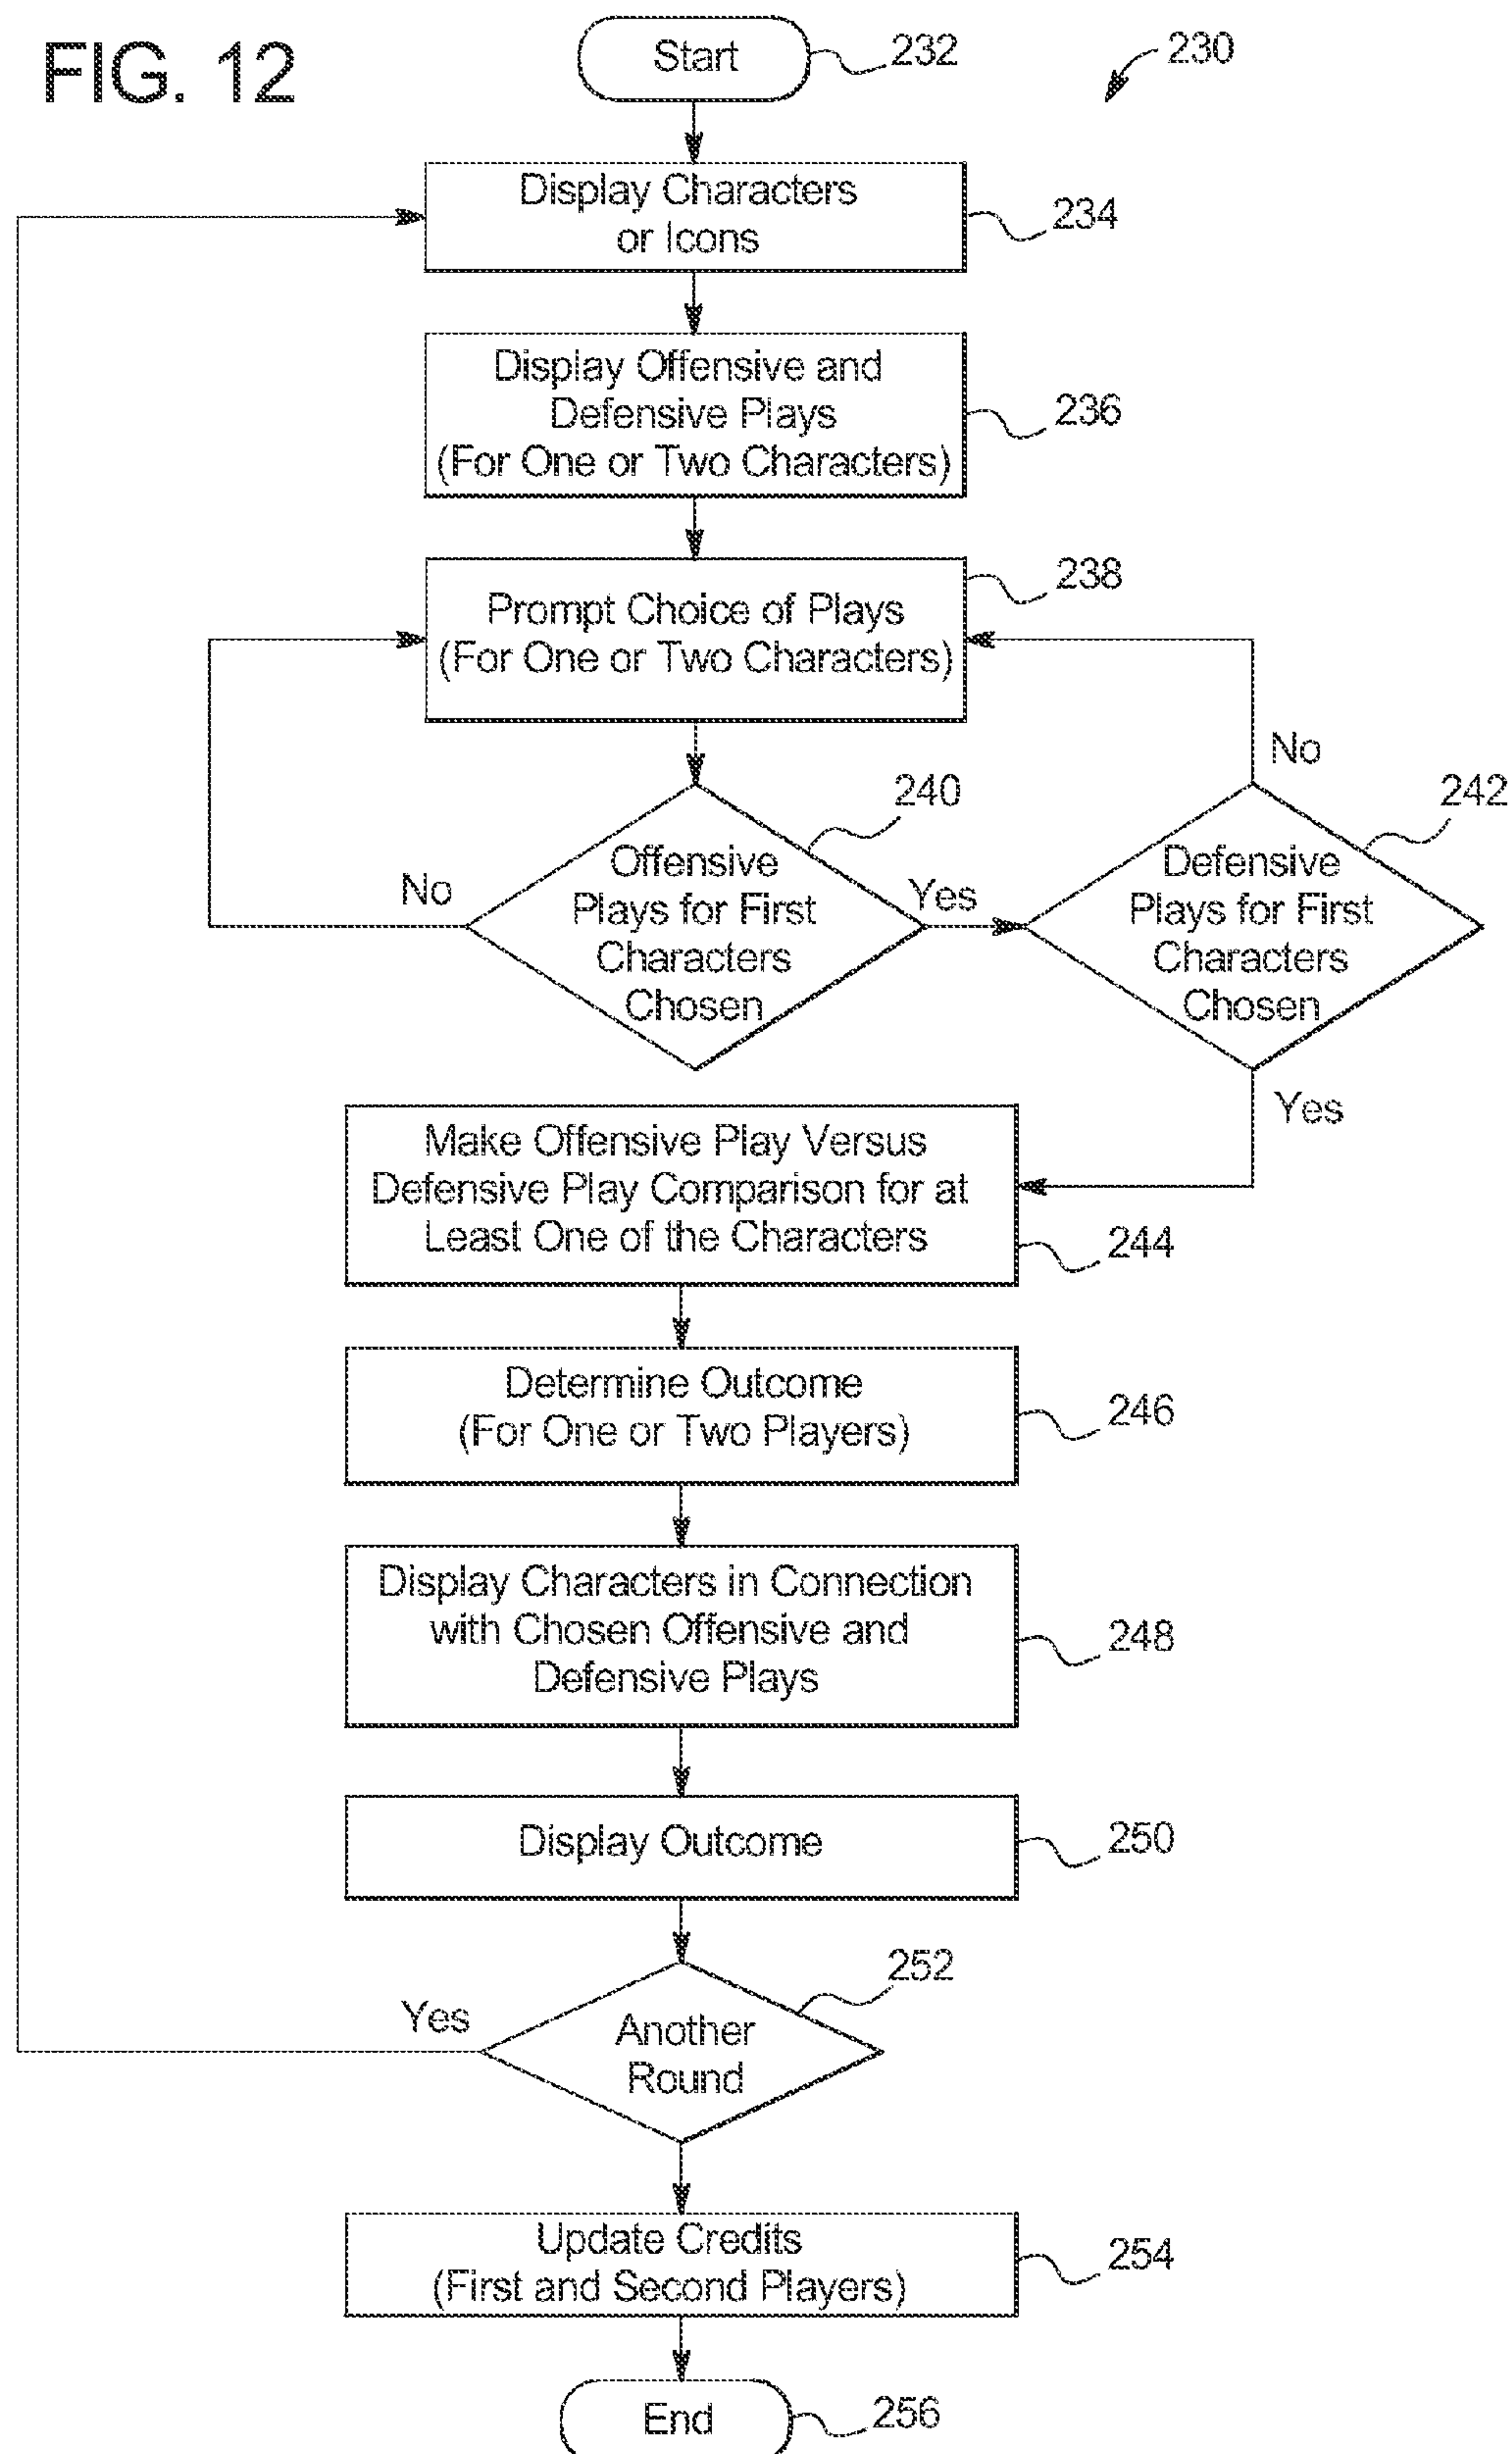 FIG. 12
Start
232
230
Display Characters
or Icons
234
Display Offensive and
Defensive Plays
(For One or Two Characters)
236
238
Prompt Choice of Plays
(For One or Two Characters)
No
240
242
Offensive
Plays for First
Characters
Chosen
No
Yes
Defensive
Plays for First
Characters
Chosen
Yes
Make Offensive Play Versus
Defensive Play Comparison for at
Least One of the Characters
244
Determine Outcome
(For One or Two Players)
246
Display Characters in Connection
with Chosen Offensive and
Defensive Plays
248
Display Outcome
250
252
Yes
Another
Round
Update Credits
(First and Second Players)
254
End
256